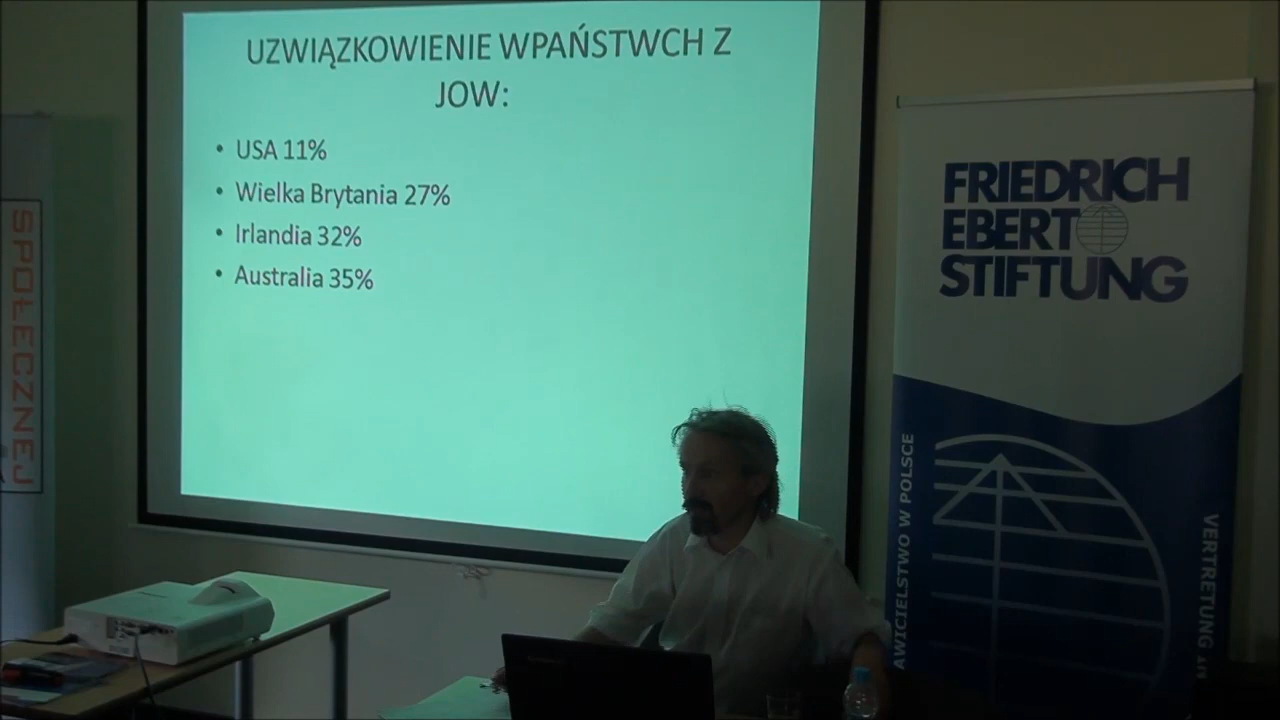 UZWIĄZKOWIENIE WPAŃSTWCH Z
JOW:
• USA 11%
• Wielka Brytania 27%
• Irlandia 32%
• Australia 35%
SPOŁECZNEJ
FRIEDRICH
EBERT
STIFTUNG
AWICIELSTWO W POLSCE
VERTRETUNG